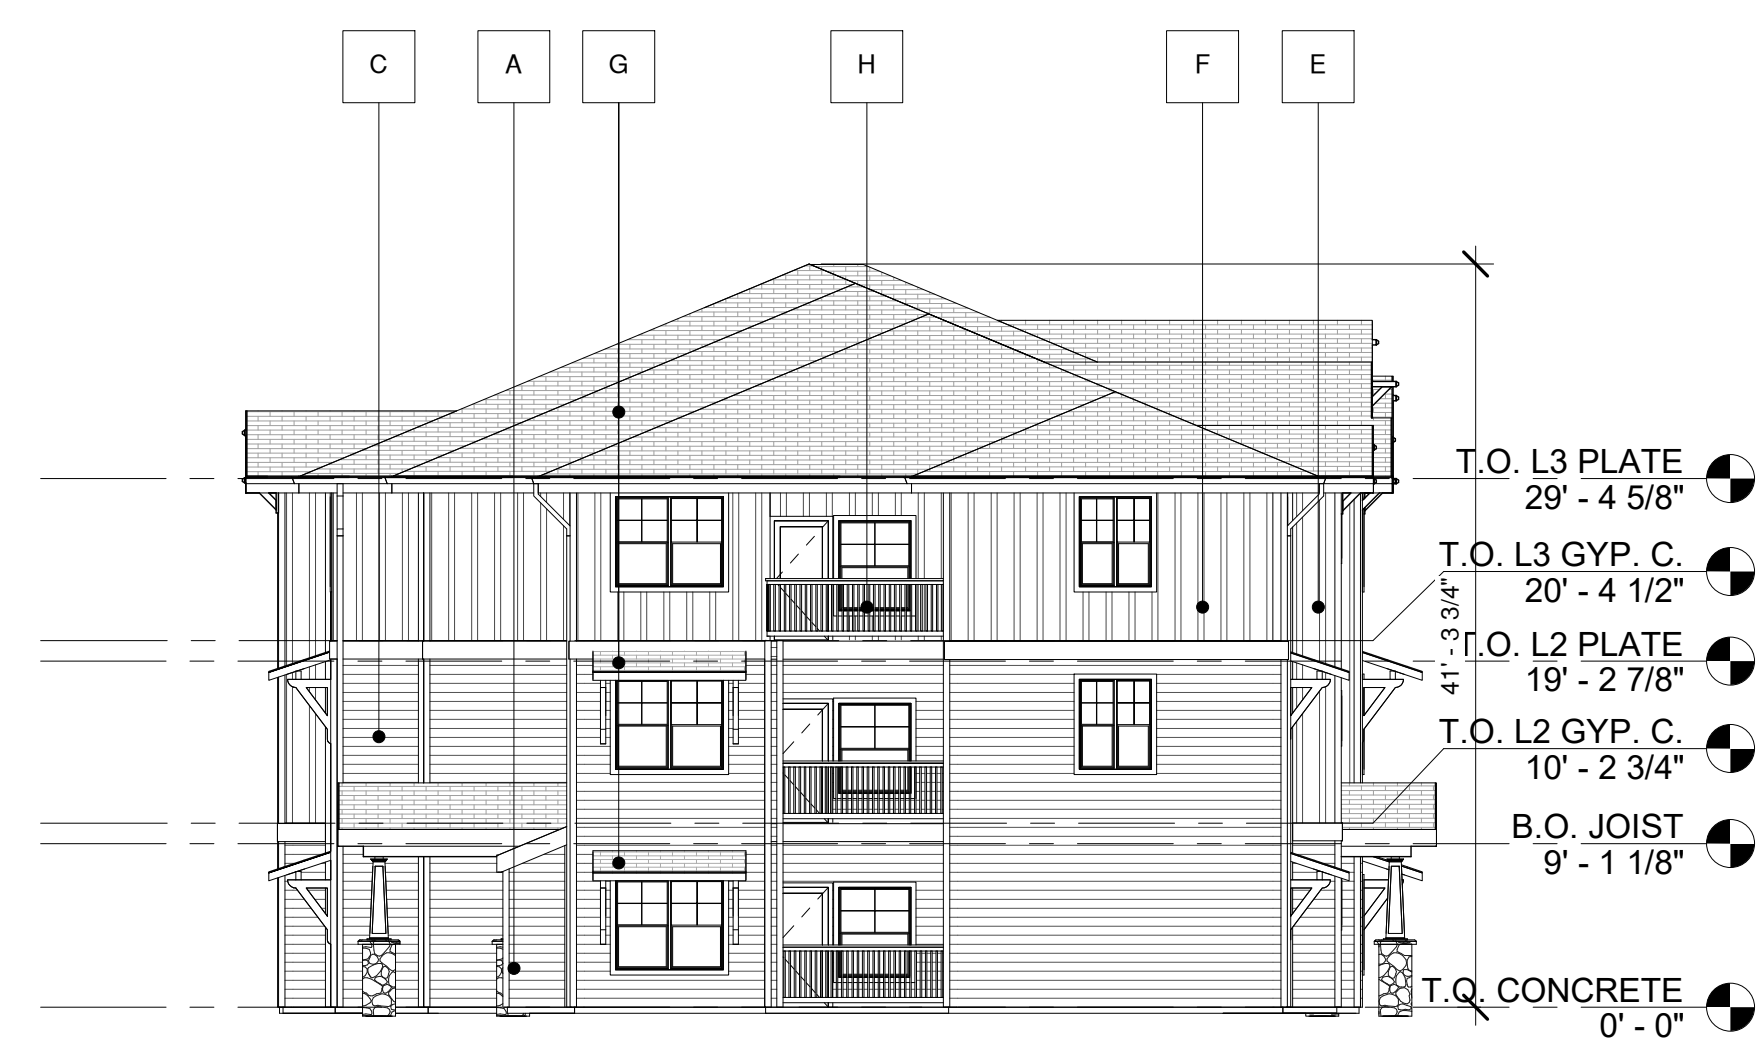 C A G H F E
T.O. L3 PLATE
29' - 4 5/8"
T.O. L3 GYP. C.
20' - 4 1/2"
41' - 3 3/4"
T.O. L2 PLATE
19' - 2 7/8"
T.O. L2 GYP. C.
10' - 2 3/4"
B.O. JOIST
9' - 1 1/8"
T.O. CONCRETE
0' - 0"